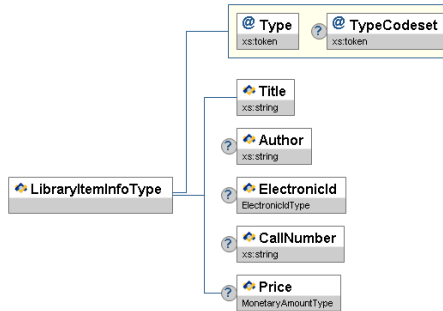 @ Type
xs:token
? @ TypeCodeset
xs:token
Title
xs:string
? Author
xs:string
LibraryItemInfoType
? ElectronicId
ElectronicIdType
? CallNumber
xs:string
? Price
MonetaryAmountType